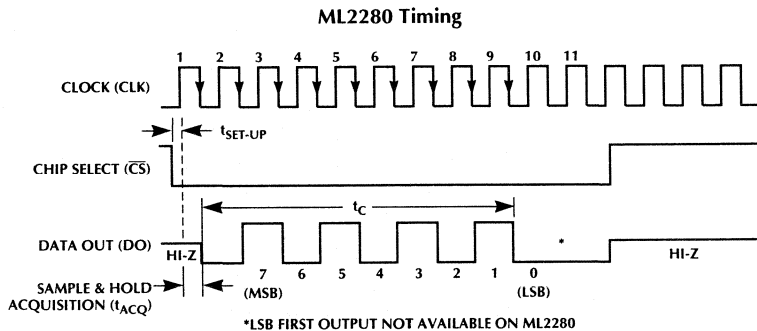 ML2280 Timing
1 2 3 4 5 6 7 8 9 10 11
CLOCK (CLK)
tSET-UP
CHIP SELECT (CS)
tC
DATA OUT (DO)
HI-Z
*
HI-Z
7 6 5 4 3 2 1 0
(MSB) (LSB)
SAMPLE & HOLD
ACQUISITION (tACQ)
*LSB FIRST OUTPUT NOT AVAILABLE ON ML2280